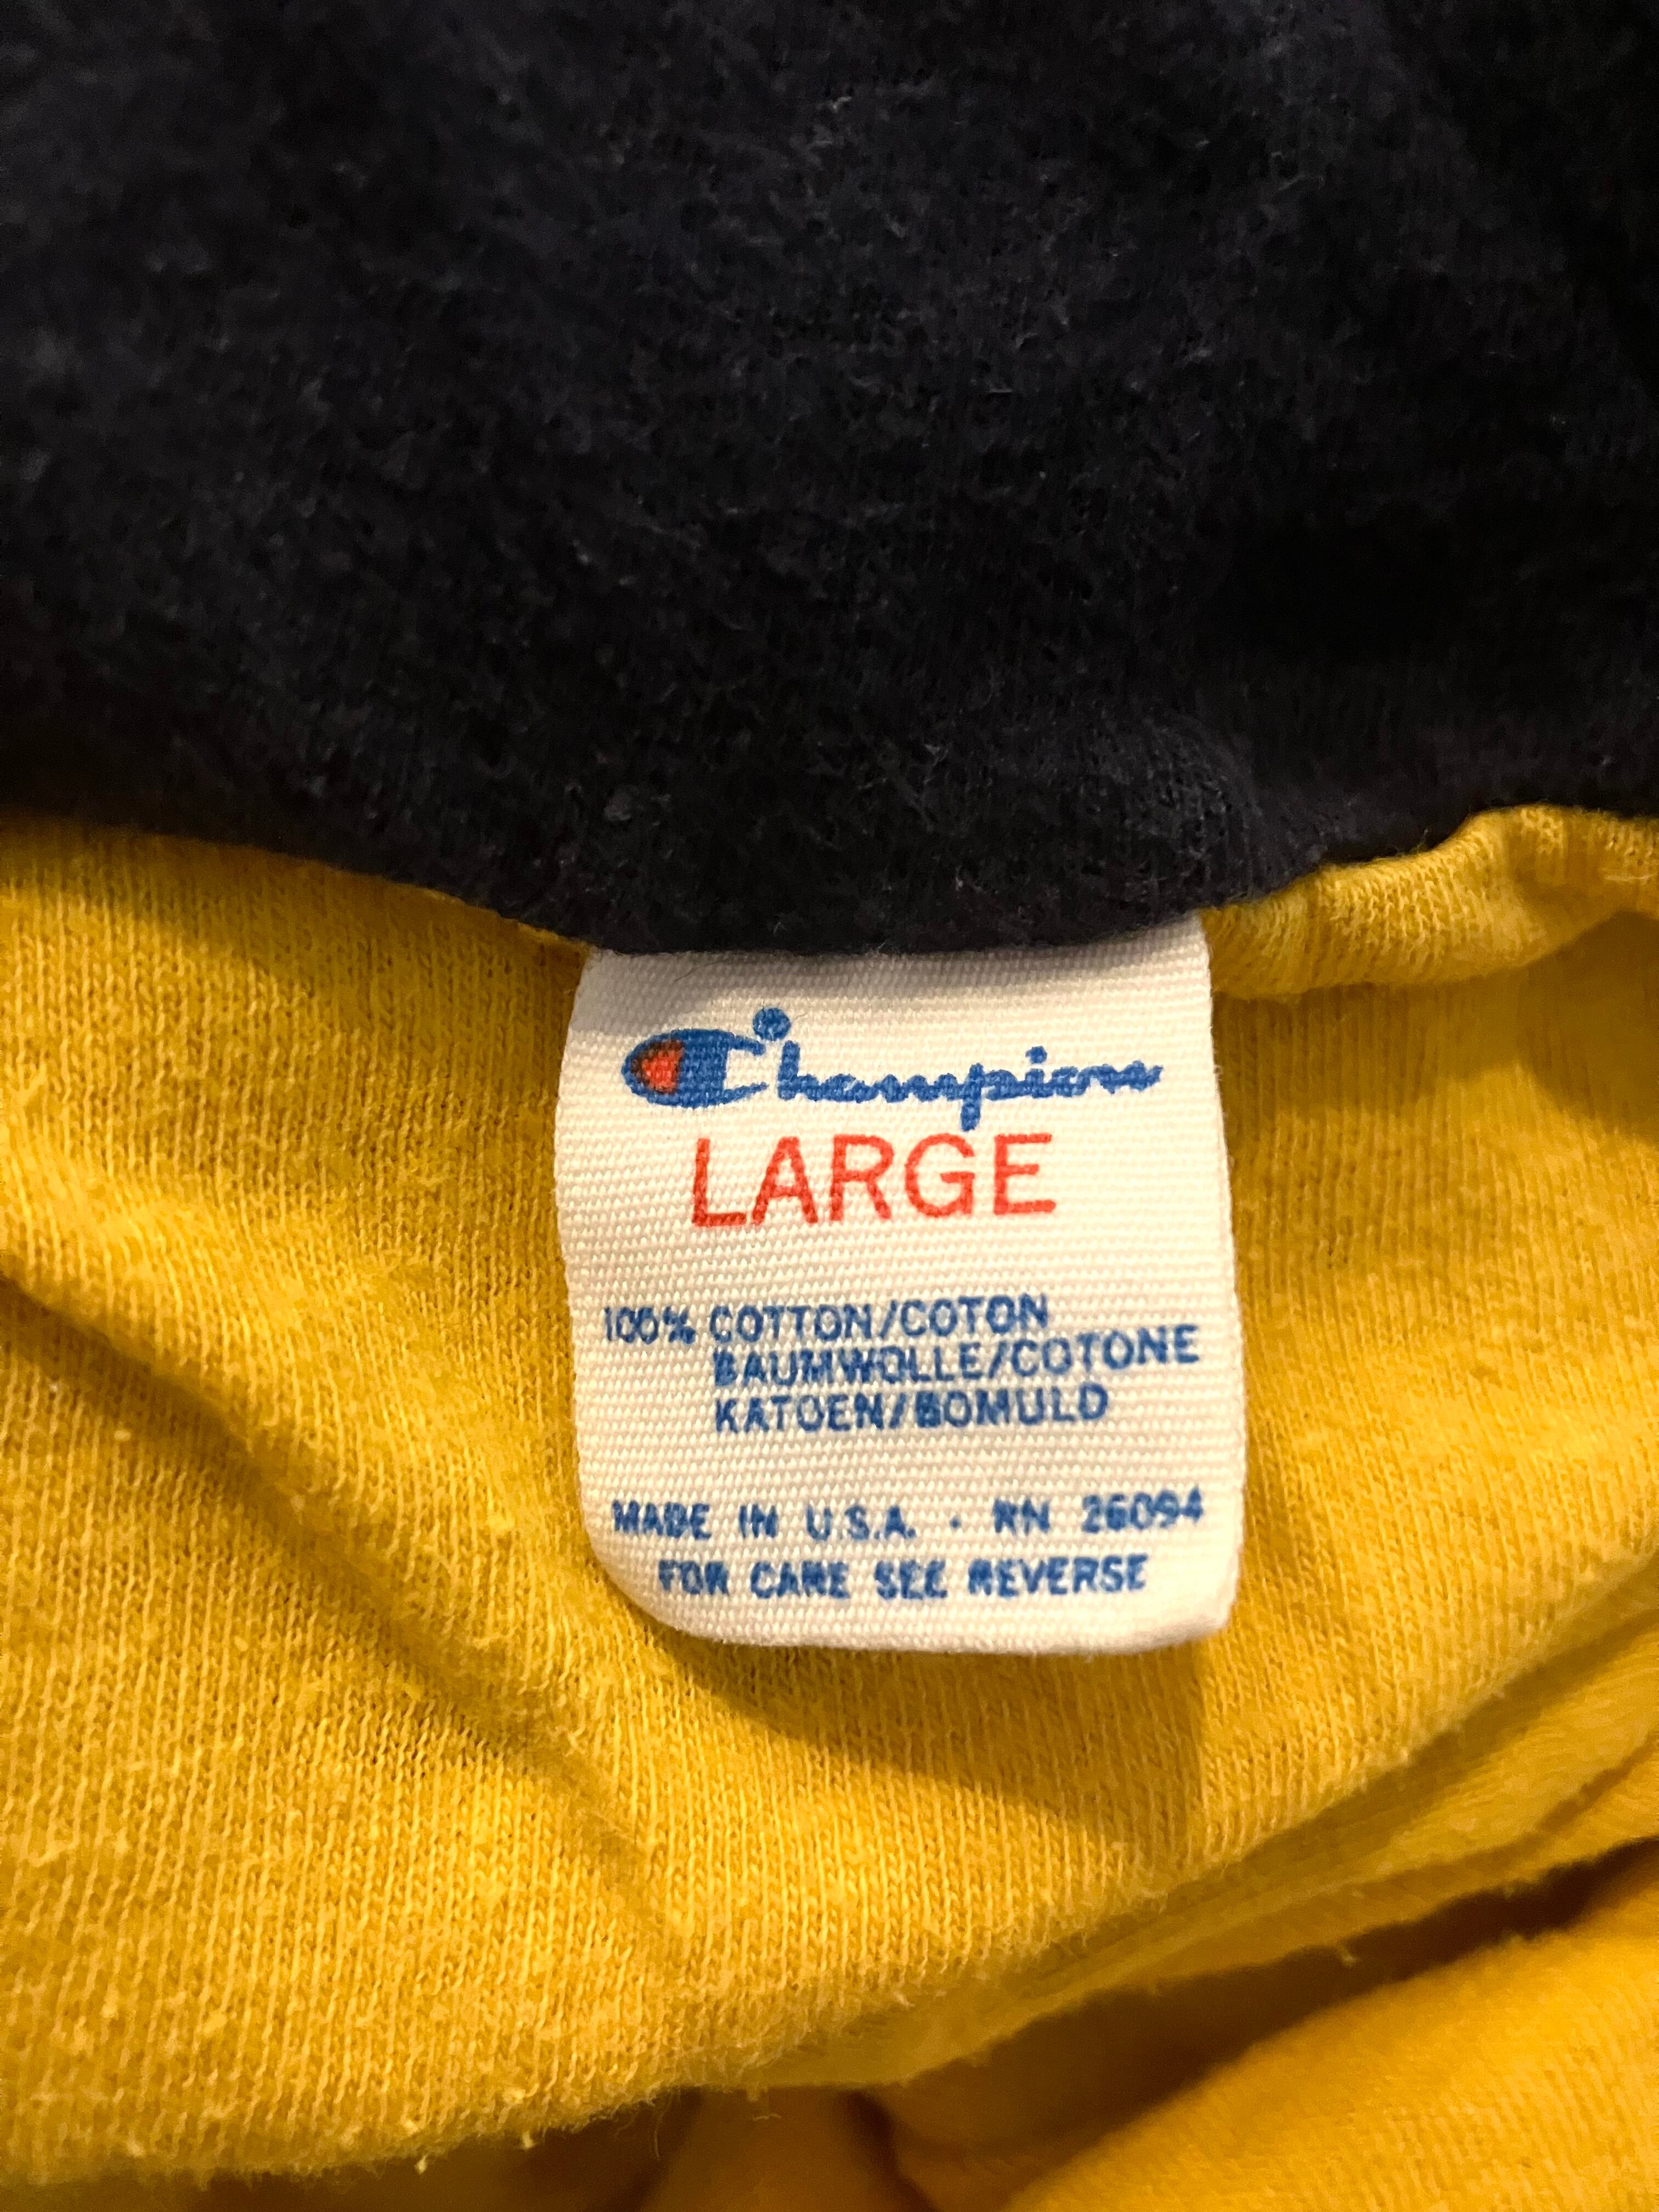 Champion
LARGE
100% COTTON/COTON
BAUMWOLLE/COTONE
KATOEN/BOMULD
MADE IN U.S.A. · RN 26094
FOR CARE SEE REVERSE